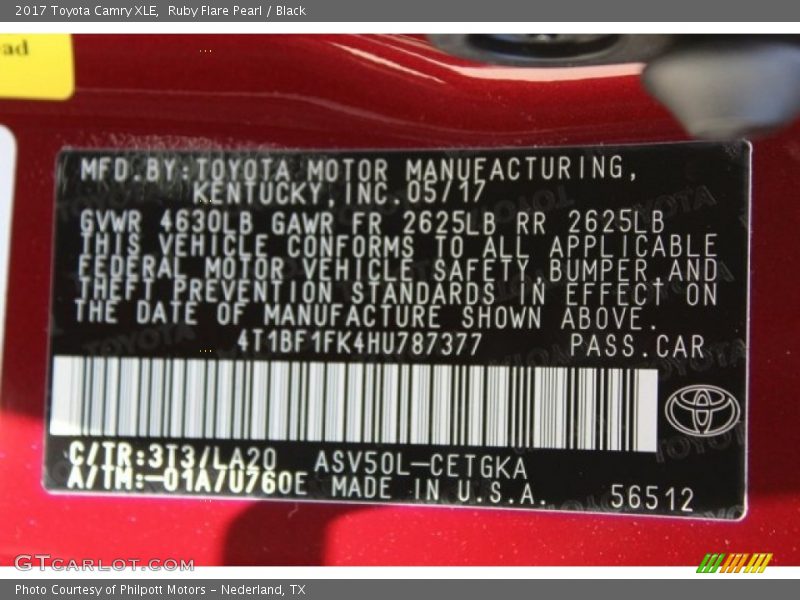 2017 Toyota Camry XLE,  Ruby Flare Pearl / Black
ad
MFD.BY:TOYOTA MOTOR MANUFACTURING,
KENTUCKY,INC.05/17
GVWR 4630LB GAWR FR 2625LB RR 2625LB
THIS VEHICLE CONFORMS TO ALL APPLICABLE
FEDERAL MOTOR VEHICLE SAFETY,BUMPER,AND
THEFT PREVENTION STANDARDS IN EFFECT ON
THE DATE OF MANUFACTURE SHOWN ABOVE.
4T1BF1FK4HU787377 PASS.CAR
C/TR:3T3/LA20 ASV50L-CETGKA
A/TM:-01A/U760E MADE IN U.S.A. 56512
GTCarLot.com
Photo Courtesy of Philpott Motors - Nederland, TX